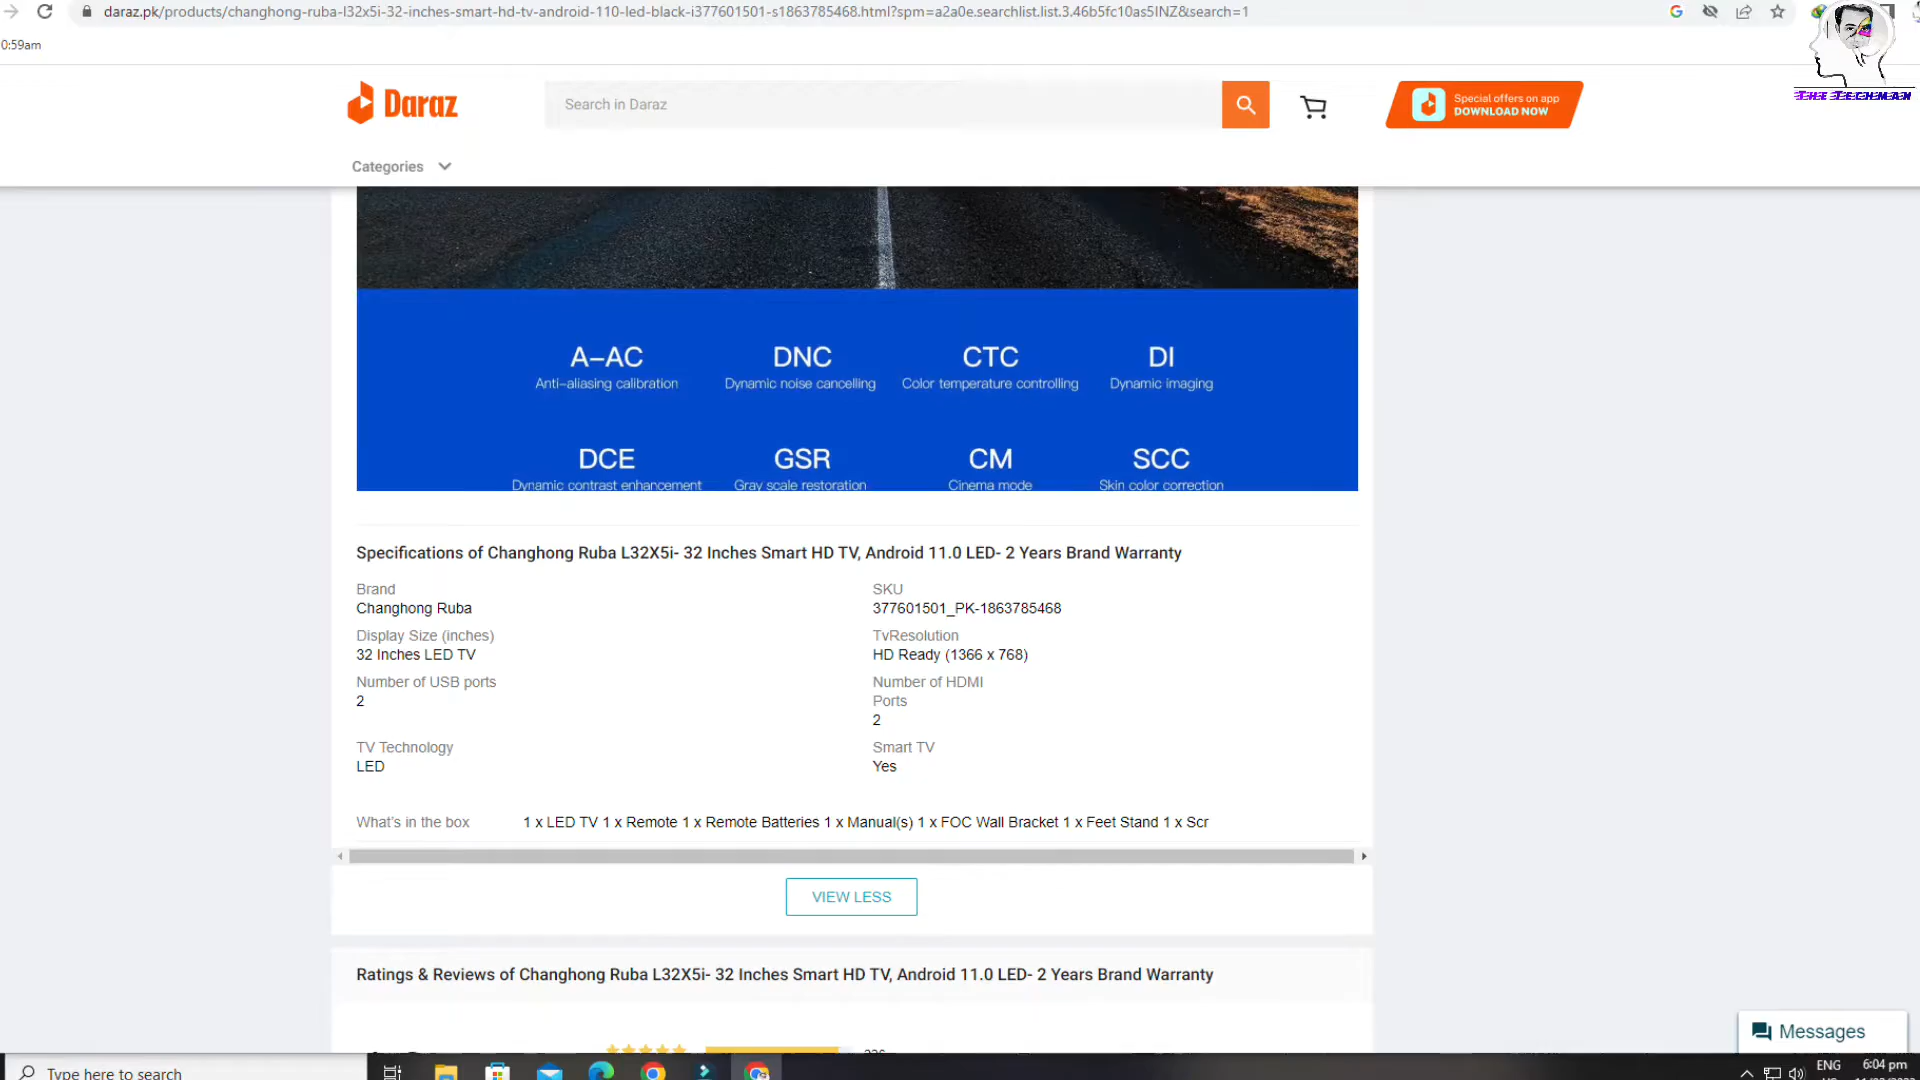 daraz.pk/products/changhong-ruba-l32x5i-32-inches-smart-hd-tv-android-110-led-black-i377601501-s1863785468.html?spm=a2a0e.searchlist.list.3.46b5fc10as5INZ&search=1
0:59am
THE TECHMAN
Daraz
Search in Daraz
Special offers on app
DOWNLOAD NOW
Categories
A-AC DNC CTC DI
Anti-aliasing calibration Dynamic noise cancelling Color temperature controlling Dynamic imaging
DCE GSR CM SCC
Dynamic contrast enhancement Gray scale restoration Cinema mode Skin color correction
Specifications of Changhong Ruba L32X5i- 32 Inches Smart HD TV, Android 11.0 LED- 2 Years Brand Warranty
Brand SKU
Changhong Ruba 377601501_PK-1863785468
Display Size (inches) TvResolution
32 Inches LED TV HD Ready (1366 x 768)
Number of USB ports Number of HDMI
2 Ports
2
TV Technology Smart TV
LED Yes
What's in the box 1 x LED TV 1 x Remote 1 x Remote Batteries 1 x Manual(s) 1 x FOC Wall Bracket 1 x Feet Stand 1 x Scr
VIEW LESS
Ratings & Reviews of Changhong Ruba L32X5i- 32 Inches Smart HD TV, Android 11.0 LED- 2 Years Brand Warranty
Messages
Type here to search
ENG
6:04 pm